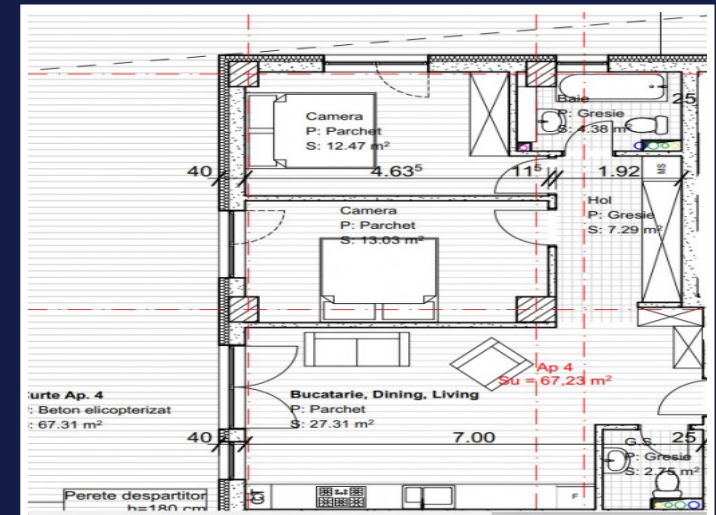 Camera
P: Parchet
S: 12.47 m²
Baie
P: Gresie
S: 4.38 m²
25
40
4.63⁵
11⁵
1.92
MS
Camera
P: Parchet
S: 13.03 m²
Hol
P: Gresie
S: 7.29 m²
Ap 4
Su = 67,23 m²
Curte Ap. 4
P: Beton elicopterizat
S: 67.31 m²
Bucatarie, Dining, Living
P: Parchet
S: 27.31 m²
40
7.00
25
G.S.
P: Gresie
S: 2.75 m²
Perete despartitor
h=180 cm
F